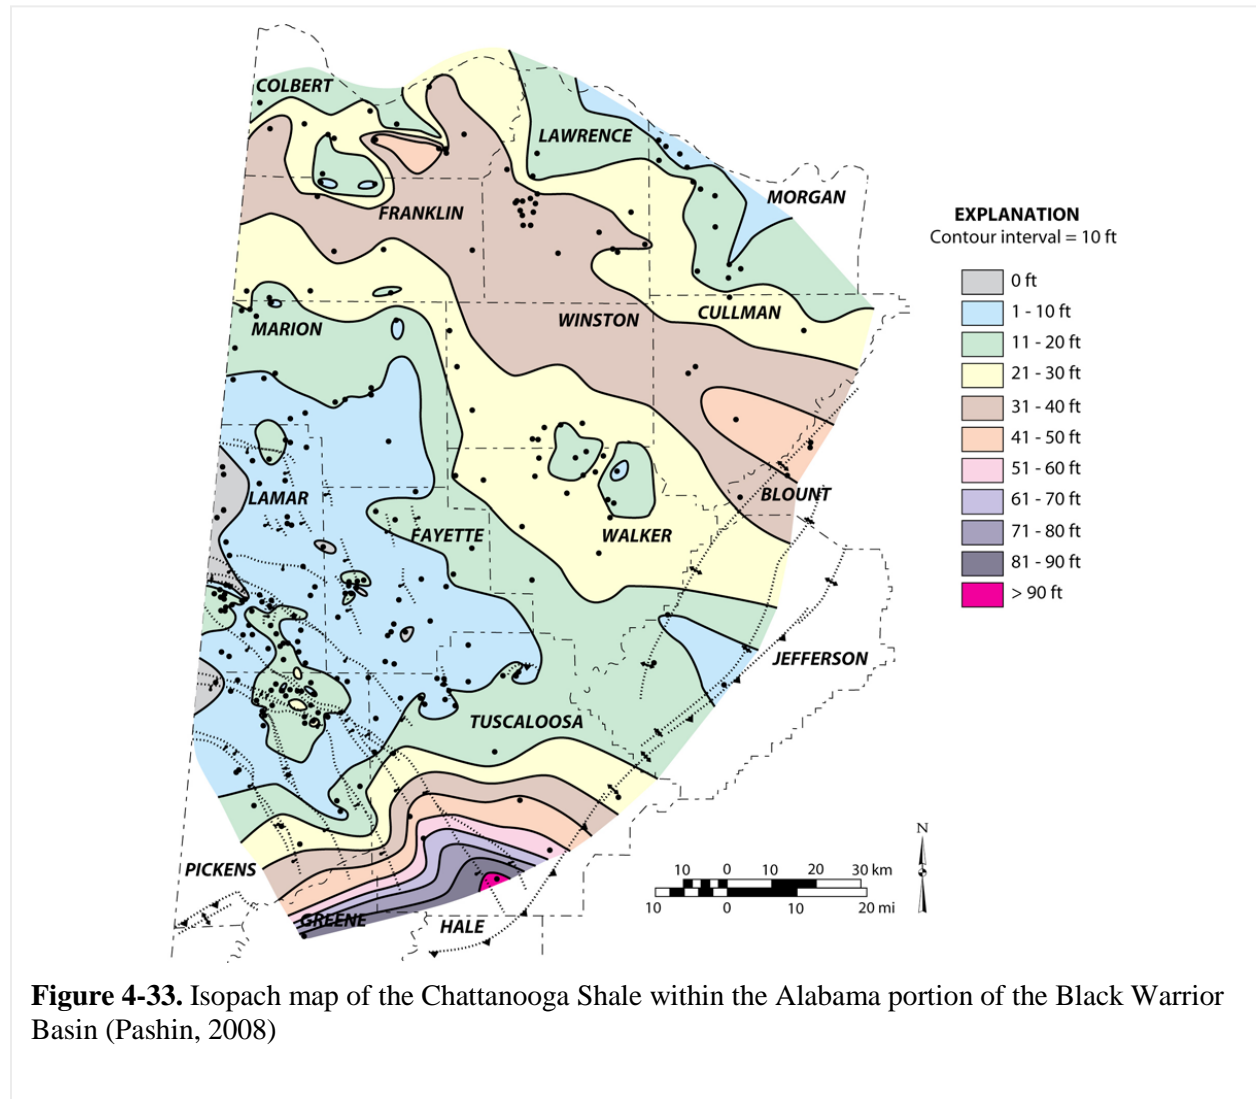 COLBERT
LAWRENCE
MORGAN
FRANKLIN
EXPLANATION
Contour interval = 10 ft
0 ft
1 - 10 ft
11 - 20 ft
21 - 30 ft
31 - 40 ft
41 - 50 ft
51 - 60 ft
61 - 70 ft
71 - 80 ft
81 - 90 ft
> 90 ft
MARION
WINSTON
CULLMAN
LAMAR
BLOUNT
FAYETTE
WALKER
JEFFERSON
TUSCALOOSA
N
PICKENS
10 0 10 20 30 km
10 0 10 20 mi
GREENE
HALE
Figure 4-33. Isopach map of the Chattanooga Shale within the Alabama portion of the Black Warrior
Basin (Pashin, 2008)